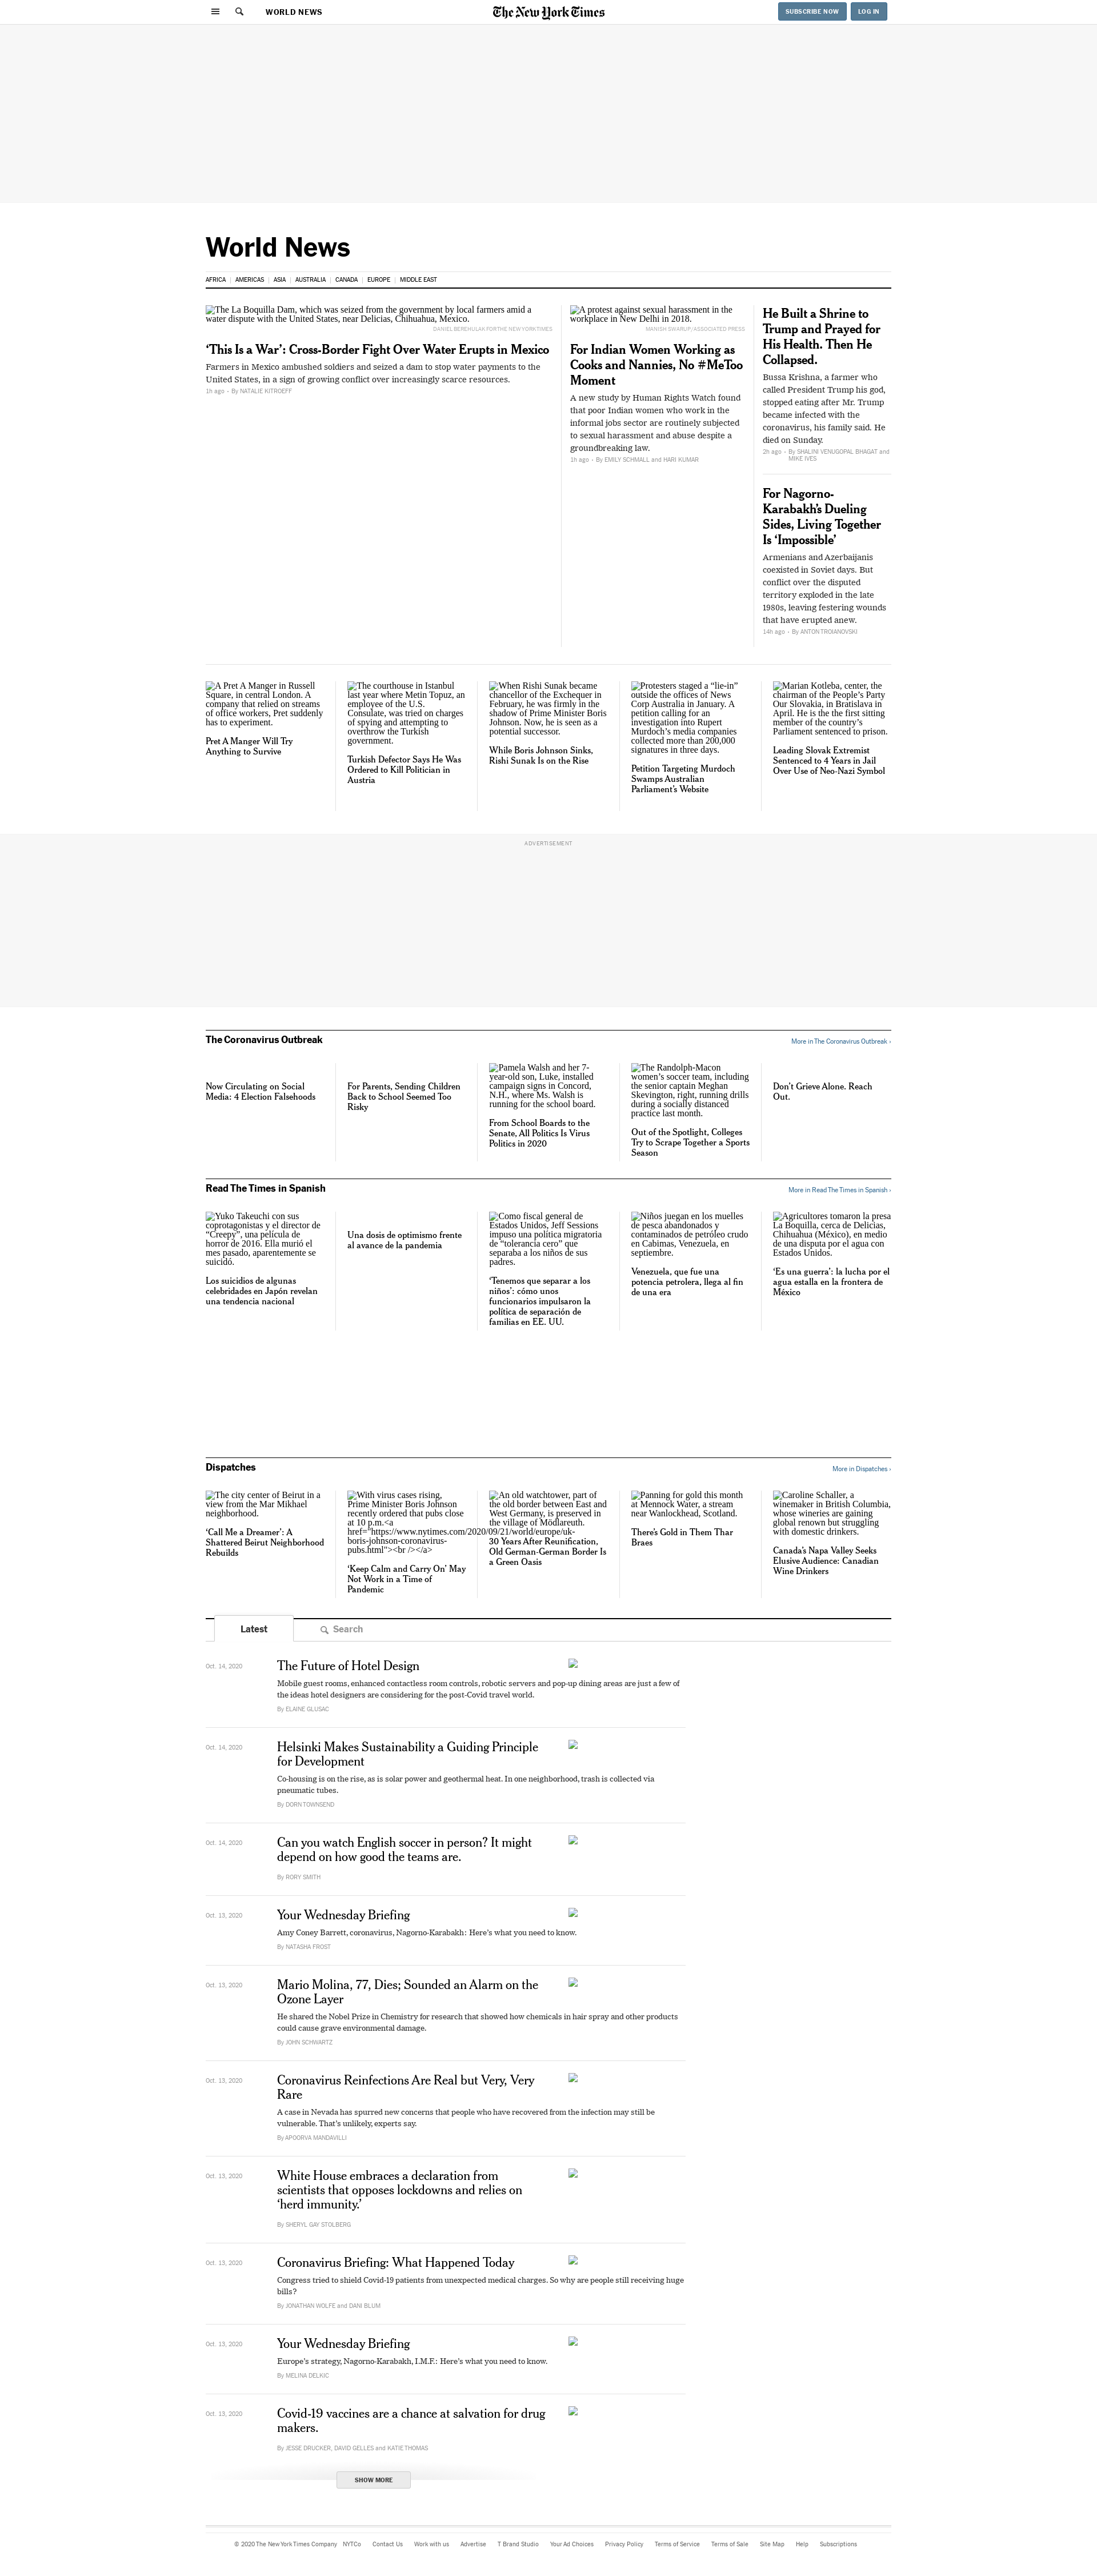 WORLD NEWS
The New York Times
SUBSCRIBE NOW
LOG IN
World News
AFRICA
AMERICAS
ASIA
AUSTRALIA
CANADA
EUROPE
MIDDLE EAST
The La Boquilla Dam, which was seized from the government by local farmers amid a
water dispute with the United States, near Delicias, Chihuahua, Mexico.
DANIEL BEREHULAK FOR THE NEW YORK TIMES
‘This Is a War’: Cross-Border Fight Over Water Erupts in Mexico
Farmers in Mexico ambushed soldiers and seized a dam to stop water payments to the
United States, in a sign of growing conflict over increasingly scarce resources.
1h ago · By NATALIE KITROEFF
A protest against sexual harrassment in the
workplace in New Delhi in 2018.
MANISH SWARUP/ASSOCIATED PRESS
For Indian Women Working as
Cooks and Nannies, No #MeToo
Moment
A new study by Human Rights Watch found
that poor Indian women who work in the
informal jobs sector are routinely subjected
to sexual harassment and abuse despite a
groundbreaking law.
1h ago · By EMILY SCHMALL and HARI KUMAR
He Built a Shrine to
Trump and Prayed for
His Health. Then He
Collapsed.
Bussa Krishna, a farmer who
called President Trump his god,
stopped eating after Mr. Trump
became infected with the
coronavirus, his family said. He
died on Sunday.
2h ago · By SHALINI VENUGOPAL BHAGAT and
MIKE IVES
For Nagorno-
Karabakh’s Dueling
Sides, Living Together
Is ‘Impossible’
Armenians and Azerbaijanis
coexisted in Soviet days. But
conflict over the disputed
territory exploded in the late
1980s, leaving festering wounds
that have erupted anew.
14h ago · By ANTON TROIANOVSKI
A Pret A Manger in Russell
Square, in central London. A
company that relied on streams
of office workers, Pret suddenly
has to experiment.
Pret A Manger Will Try
Anything to Survive
The courthouse in Istanbul
last year where Metin Topuz, an
employee of the U.S.
Consulate, was tried on charges
of spying and attempting to
overthrow the Turkish
government.
Turkish Defector Says He Was
Ordered to Kill Politician in
Austria
When Rishi Sunak became
chancellor of the Exchequer in
February, he was firmly in the
shadow of Prime Minister Boris
Johnson. Now, he is seen as a
potential successor.
While Boris Johnson Sinks,
Rishi Sunak Is on the Rise
Protesters staged a “lie-in”
outside the offices of News
Corp Australia in January. A
petition calling for an
investigation into Rupert
Murdoch’s media companies
collected more than 200,000
signatures in three days.
Petition Targeting Murdoch
Swamps Australian
Parliament’s Website
Marian Kotleba, center, the
chairman of the People’s Party
Our Slovakia, in Bratislava in
April. He is the the first sitting
member of the country’s
Parliament sentenced to prison.
Leading Slovak Extremist
Sentenced to 4 Years in Jail
Over Use of Neo-Nazi Symbol
ADVERTISEMENT
The Coronavirus Outbreak
More in The Coronavirus Outbreak ›
Now Circulating on Social
Media: 4 Election Falsehoods
For Parents, Sending Children
Back to School Seemed Too
Risky
Pamela Walsh and her 7-
year-old son, Luke, installed
campaign signs in Concord,
N.H., where Ms. Walsh is
running for the school board.
From School Boards to the
Senate, All Politics Is Virus
Politics in 2020
The Randolph-Macon
women’s soccer team, including
the senior captain Meghan
Skevington, right, running drills
during a socially distanced
practice last month.
Out of the Spotlight, Colleges
Try to Scrape Together a Sports
Season
Don’t Grieve Alone. Reach
Out.
Read The Times in Spanish
More in Read The Times in Spanish ›
Yuko Takeuchi con sus
coprotagonistas y el director de
“Creepy”, una película de
horror de 2016. Ella murió el
mes pasado, aparentemente se
suicidó.
Los suicidios de algunas
celebridades en Japón revelan
una tendencia nacional
Una dosis de optimismo frente
al avance de la pandemia
Como fiscal general de
Estados Unidos, Jeff Sessions
impuso una política migratoria
de “tolerancia cero” que
separaba a los niños de sus
padres.
‘Tenemos que separar a los
niños’: cómo unos
funcionarios impulsaron la
política de separación de
familias en EE. UU.
Niños juegan en los muelles
de pesca abandonados y
contaminados de petróleo crudo
en Cabimas, Venezuela, en
septiembre.
Venezuela, que fue una
potencia petrolera, llega al fin
de una era
Agricultores tomaron la presa
La Boquilla, cerca de Delicias,
Chihuahua (México), en medio
de una disputa por el agua con
Estados Unidos.
‘Es una guerra’: la lucha por el
agua estalla en la frontera de
México
Dispatches
More in Dispatches ›
The city center of Beirut in a
view from the Mar Mikhael
neighborhood.
‘Call Me a Dreamer’: A
Shattered Beirut Neighborhood
Rebuilds
With virus cases rising,
Prime Minister Boris Johnson
recently ordered that pubs close
at 10 p.m.<a
href="https://www.nytimes.com/2020/09/21/world/europe/uk-
boris-johnson-coronavirus-
pubs.html"><br /></a>
‘Keep Calm and Carry On’ May
Not Work in a Time of
Pandemic
An old watchtower, part of
the old border between East and
West Germany, is preserved in
the village of Mödlareuth.
30 Years After Reunification,
Old German-German Border Is
a Green Oasis
Panning for gold this month
at Mennock Water, a stream
near Wanlockhead, Scotland.
There’s Gold in Them Thar
Braes
Caroline Schaller, a
winemaker in British Columbia,
whose wineries are gaining
global renown but struggling
with domestic drinkers.
Canada’s Napa Valley Seeks
Elusive Audience: Canadian
Wine Drinkers
Latest
Search
Oct. 14, 2020
The Future of Hotel Design
Mobile guest rooms, enhanced contactless room controls, robotic servers and pop-up dining areas are just a few of
the ideas hotel designers are considering for the post-Covid travel world.
By ELAINE GLUSAC
Oct. 14, 2020
Helsinki Makes Sustainability a Guiding Principle
for Development
Co-housing is on the rise, as is solar power and geothermal heat. In one neighborhood, trash is collected via
pneumatic tubes.
By DORN TOWNSEND
Oct. 14, 2020
Can you watch English soccer in person? It might
depend on how good the teams are.
By RORY SMITH
Oct. 13, 2020
Your Wednesday Briefing
Amy Coney Barrett, coronavirus, Nagorno-Karabakh: Here’s what you need to know.
By NATASHA FROST
Oct. 13, 2020
Mario Molina, 77, Dies; Sounded an Alarm on the
Ozone Layer
He shared the Nobel Prize in Chemistry for research that showed how chemicals in hair spray and other products
could cause grave environmental damage.
By JOHN SCHWARTZ
Oct. 13, 2020
Coronavirus Reinfections Are Real but Very, Very
Rare
A case in Nevada has spurred new concerns that people who have recovered from the infection may still be
vulnerable. That’s unlikely, experts say.
By APOORVA MANDAVILLI
Oct. 13, 2020
White House embraces a declaration from
scientists that opposes lockdowns and relies on
‘herd immunity.’
By SHERYL GAY STOLBERG
Oct. 13, 2020
Coronavirus Briefing: What Happened Today
Congress tried to shield Covid-19 patients from unexpected medical charges. So why are people still receiving huge
bills?
By JONATHAN WOLFE and DANI BLUM
Oct. 13, 2020
Your Wednesday Briefing
Europe’s strategy, Nagorno-Karabakh, I.M.F.: Here’s what you need to know.
By MELINA DELKIC
Oct. 13, 2020
Covid-19 vaccines are a chance at salvation for drug
makers.
By JESSE DRUCKER, DAVID GELLES and KATIE THOMAS
SHOW MORE
© 2020 The New York Times Company
NYTCo
Contact Us
Work with us
Advertise
T Brand Studio
Your Ad Choices
Privacy Policy
Terms of Service
Terms of Sale
Site Map
Help
Subscriptions